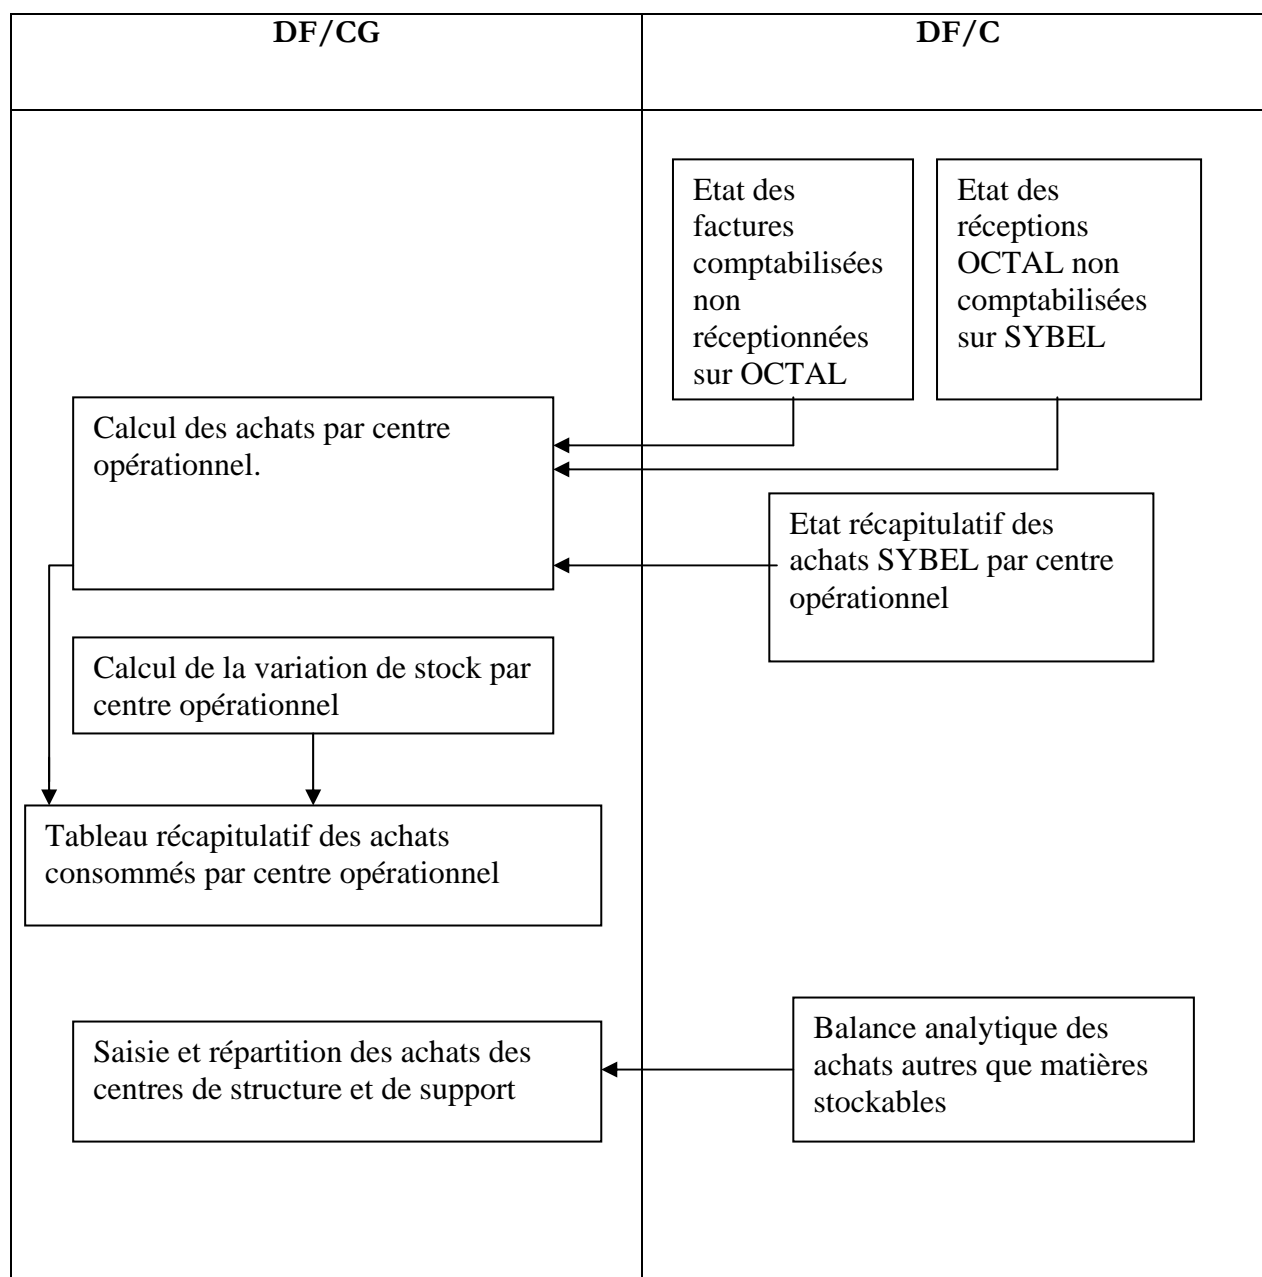 DF/CG
DF/C
Etat des
factures
comptabilisées
non
réceptionnées
sur OCTAL
Etat des
réceptions
OCTAL non
comptabilisées
sur SYBEL
Calcul des achats par centre
opérationnel.
Etat récapitulatif des
achats SYBEL par centre
opérationnel
Calcul de la variation de stock par
centre opérationnel
Tableau récapitulatif des achats
consommés par centre opérationnel
Saisie et répartition des achats des
centres de structure et de support
Balance analytique des
achats autres que matières
stockables